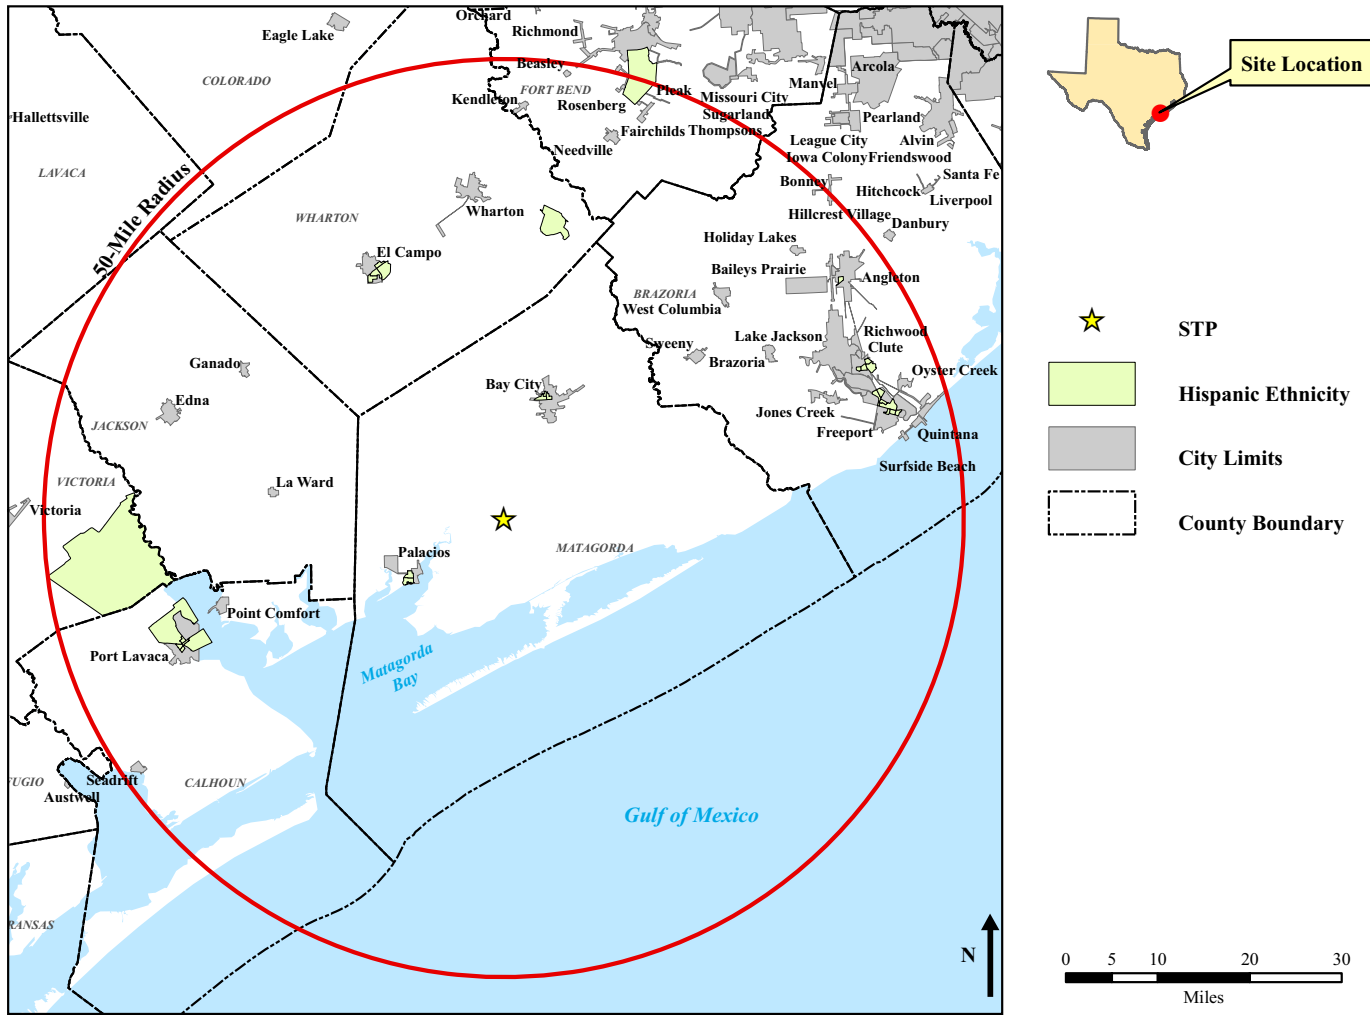 Orchard
Eagle Lake
Richmond
COLORADO
Beasley
Arcola
FORT BEND
Pleak
Manvel
Missouri City
Kendleton
Rosenberg
Sugarland
Hallettsville
Fairchilds
Thompsons
Pearland
League City
Alvin
Needville
Iowa Colony
Friendswood
LAVACA
Santa Fe
50-Mile Radius
Bonney
Hitchcock
Liverpool
WHARTON
Wharton
Hillcrest Village
Danbury
El Campo
Holiday Lakes
Baileys Prairie
Angleton
BRAZORIA
West Columbia
Richwood
Lake Jackson
Sweeny
Clute
Ganado
Brazoria
Oyster Creek
Bay City
Edna
Jones Creek
JACKSON
Freeport
Quintana
Surfside Beach
VICTORIA
La Ward
Victoria
Palacios
MATAGORDA
Point Comfort
Port Lavaca
Matagorda
Bay
Seadrift
FUGIO
CALHOUN
Austwell
Gulf of Mexico
RANSAS
N
Site Location
STP
Hispanic Ethnicity
City Limits
County Boundary
0 5 10 20 30
Miles